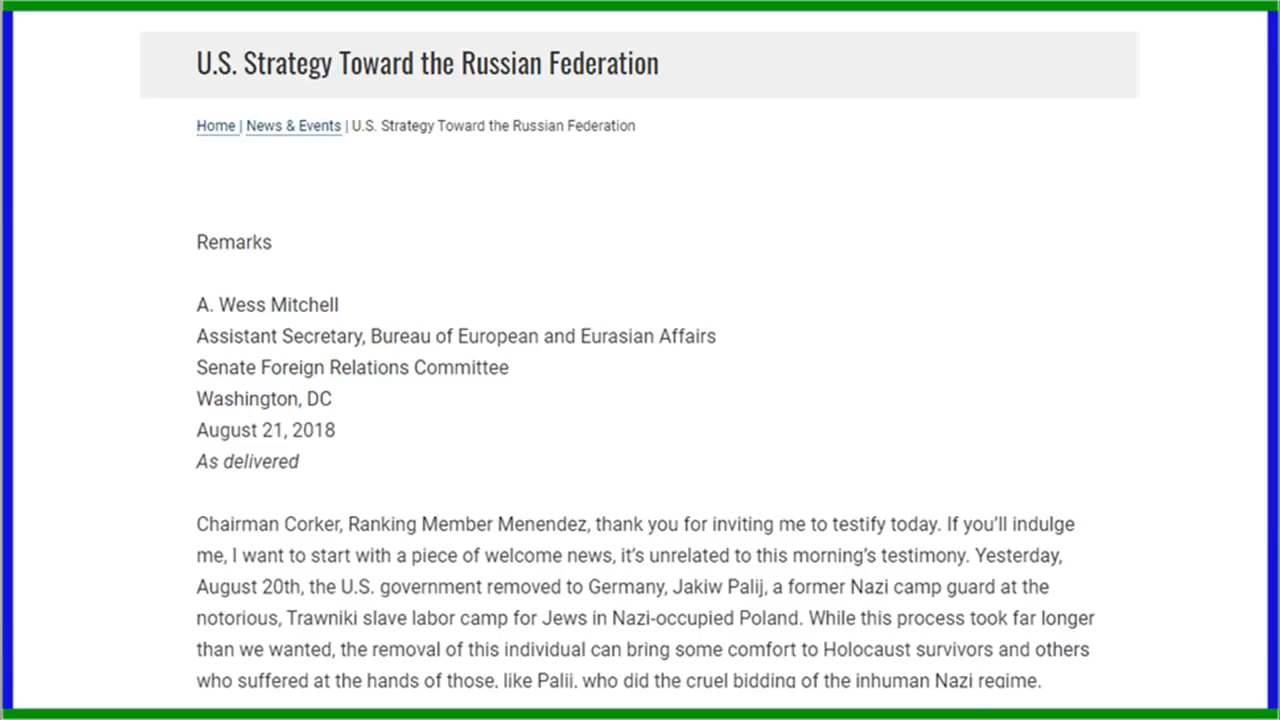 U.S. Strategy Toward the Russian Federation
Home | News & Events | U.S. Strategy Toward the Russian Federation
Remarks
A. Wess Mitchell
Assistant Secretary, Bureau of European and Eurasian Affairs
Senate Foreign Relations Committee
Washington, DC
August 21, 2018
As delivered
Chairman Corker, Ranking Member Menendez, thank you for inviting me to testify today. If you’ll indulge
me, I want to start with a piece of welcome news, it’s unrelated to this morning’s testimony. Yesterday,
August 20th, the U.S. government removed to Germany, Jakiw Palij, a former Nazi camp guard at the
notorious, Trawniki slave labor camp for Jews in Nazi-occupied Poland. While this process took far longer
than we wanted, the removal of this individual can bring some comfort to Holocaust survivors and others
who suffered at the hands of those, like Palij, who did the cruel bidding of the inhuman Nazi regime.